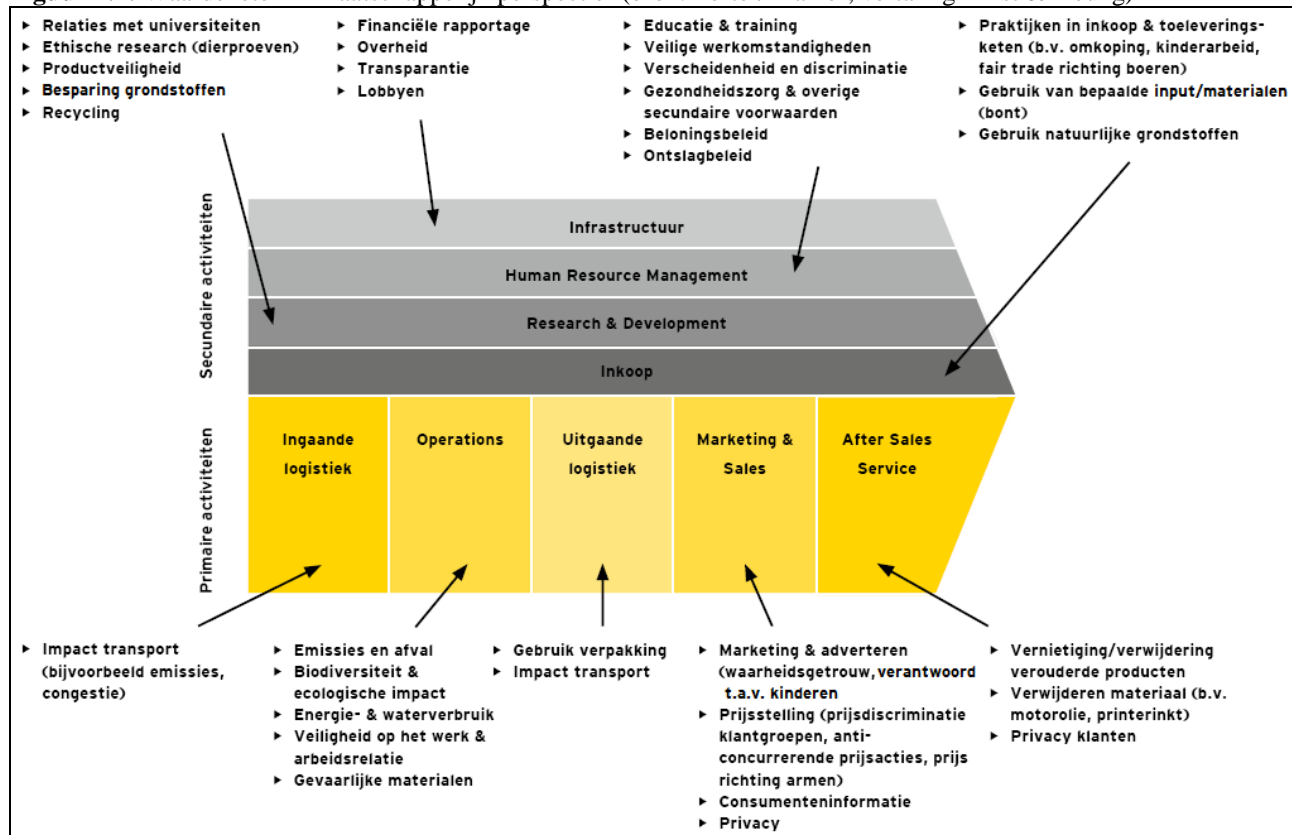 ▸ Relaties met universiteiten
▸ Ethische research (dierproeven)
▸ Productveiligheid
▸ Besparing grondstoffen
▸ Recycling
▸ Financiële rapportage
▸ Overheid
▸ Transparantie
▸ Lobbyen
▸ Educatie & training
▸ Veilige werkomstandigheden
▸ Verscheidenheid en discriminatie
▸ Gezondheidszorg & overige
secundaire voorwaarden
▸ Beloningsbeleid
▸ Ontslagbeleid
▸ Praktijken in inkoop & toeleverings-
keten (b.v. omkoping, kinderarbeid,
fair trade richting boeren)
▸ Gebruik van bepaalde input/materialen
(bont)
▸ Gebruik natuurlijke grondstoffen
Secundaire activiteiten
Infrastructuur
Human Resource Management
Research & Development
Inkoop
Primaire activiteiten
Ingaande
logistiek
Operations
Uitgaande
logistiek
Marketing &
Sales
After Sales
Service
▸ Impact transport
(bijvoorbeeld emissies,
congestie)
▸ Emissies en afval
▸ Biodiversiteit &
ecologische impact
▸ Energie- & waterverbruik
▸ Veiligheid op het werk &
arbeidsrelatie
▸ Gevaarlijke materialen
▸ Gebruik verpakking
▸ Impact transport
▸ Marketing & adverteren
(waarheidsgetrouw, verantwoord
t.a.v. kinderen
▸ Prijsstelling (prijsdiscriminatie
klantgroepen, anti-
concurrerende prijsacties, prijs
richting armen)
▸ Consumenteninformatie
▸ Privacy
▸ Vernietiging/verwijdering
verouderde producten
▸ Verwijderen materiaal (b.v.
motorolie, printerinkt)
▸ Privacy klanten